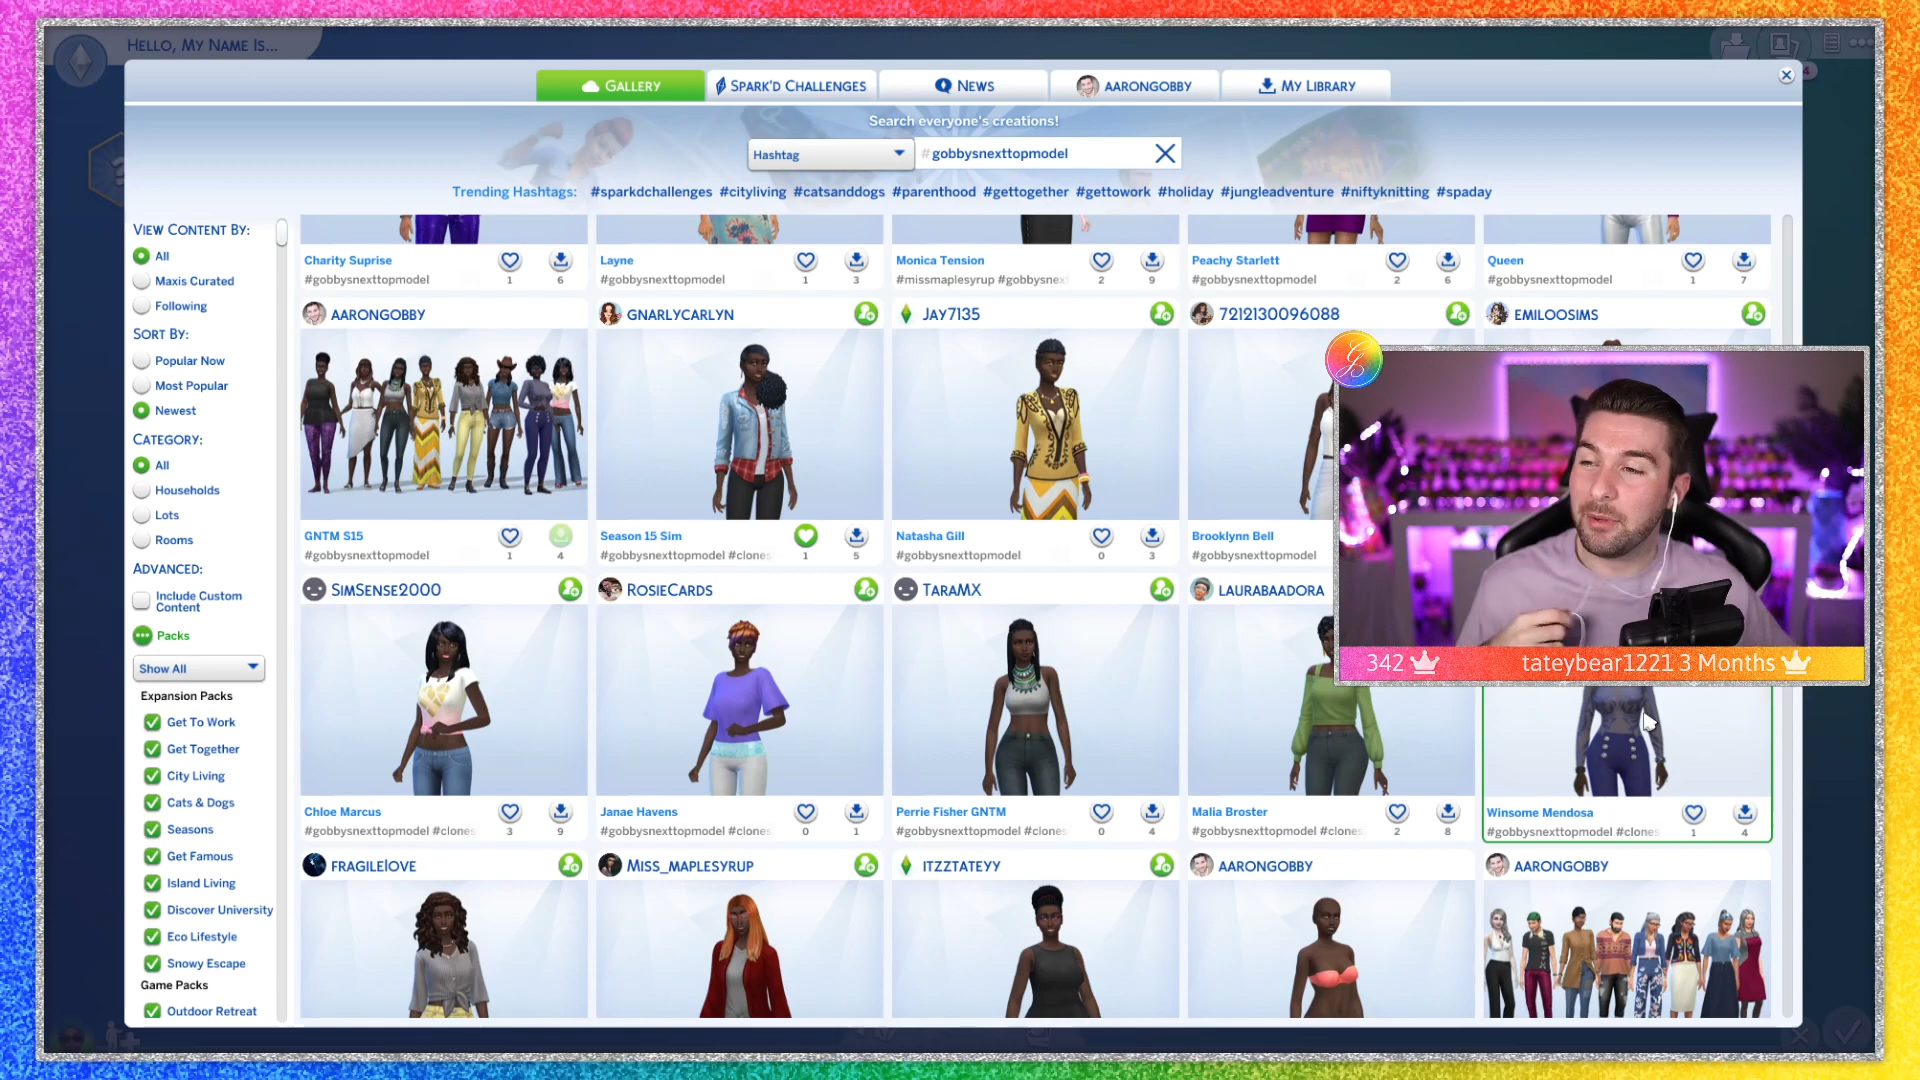 Hello, My Name Is...
Gallery
Spark'd Challenges
News
AARONGOBBY
My Library
Search everyone's creations!
Hashtag
#gobbysnexttopmodel
Trending Hashtags: #sparkdchallenges #cityliving #catsanddogs #parenthood #gettogether #gettowork #holiday #jungleadventure #niftyknitting #spaday
View Content By:
All
Maxis Curated
Following
Sort By:
Popular Now
Most Popular
Newest
Category:
All
Households
Lots
Rooms
Advanced:
Include Custom
Content
Packs
Show All
Expansion Packs
Get To Work
Get Together
City Living
Cats & Dogs
Seasons
Get Famous
Island Living
Discover University
Eco Lifestyle
Snowy Escape
Game Packs
Outdoor Retreat
Charity Suprise
#gobbysnexttopmodel
1 6
Layne
#gobbysnexttopmodel
1 3
Monica Tension
#missmaplesyrup #gobbysnext
2 9
Peachy Starlett
#gobbysnexttopmodel
2 6
Queen
#gobbysnexttopmodel
1 7
AARONGOBBY
GNTM S15
#gobbysnexttopmodel
1 4
GNARLYCARLYN
Season 15 Sim
#gobbysnexttopmodel #clones
1 5
JAY7135
Natasha Gill
#gobbysnexttopmodel
0 3
7212130096088
Brooklynn Bell
#gobbysnexttopmodel
EMILOOSIMS
342
tateybear1221 3 Months
SIMSENSE2000
Chloe Marcus
#gobbysnexttopmodel #clones
3 9
ROSIECARDS
Janae Havens
#gobbysnexttopmodel #clones
0 1
TARAMX
Perrie Fisher GNTM
#gobbysnexttopmodel #clones
0 4
LAURABAADORA
Malia Broster
#gobbysnexttopmodel #clones
2 8
Winsome Mendosa
#gobbysnexttopmodel #clones
1 4
FRAGILElOVE
MISS_MAPLESYRUP
ITZZTATEYY
AARONGOBBY
AARONGOBBY